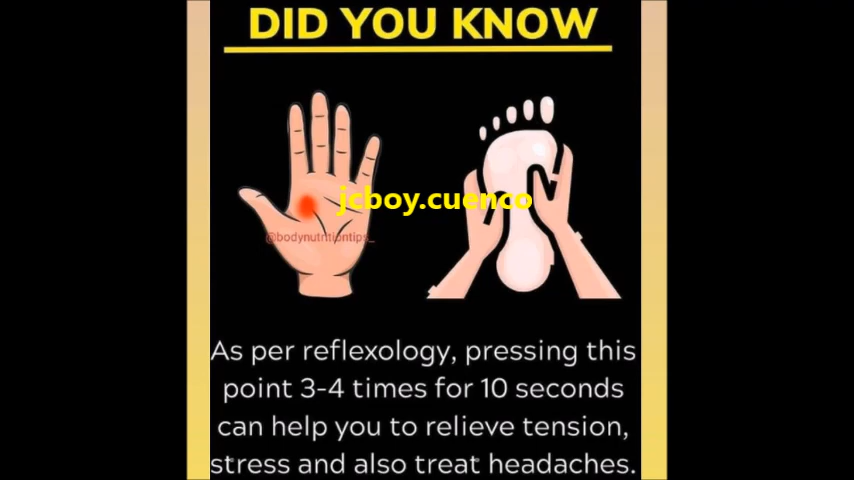 DID YOU KNOW
jcboy.cuenco
@bodynutritiontips_
As per reflexology, pressing this
point 3-4 times for 10 seconds
can help you to relieve tension,
stress and also treat headaches.